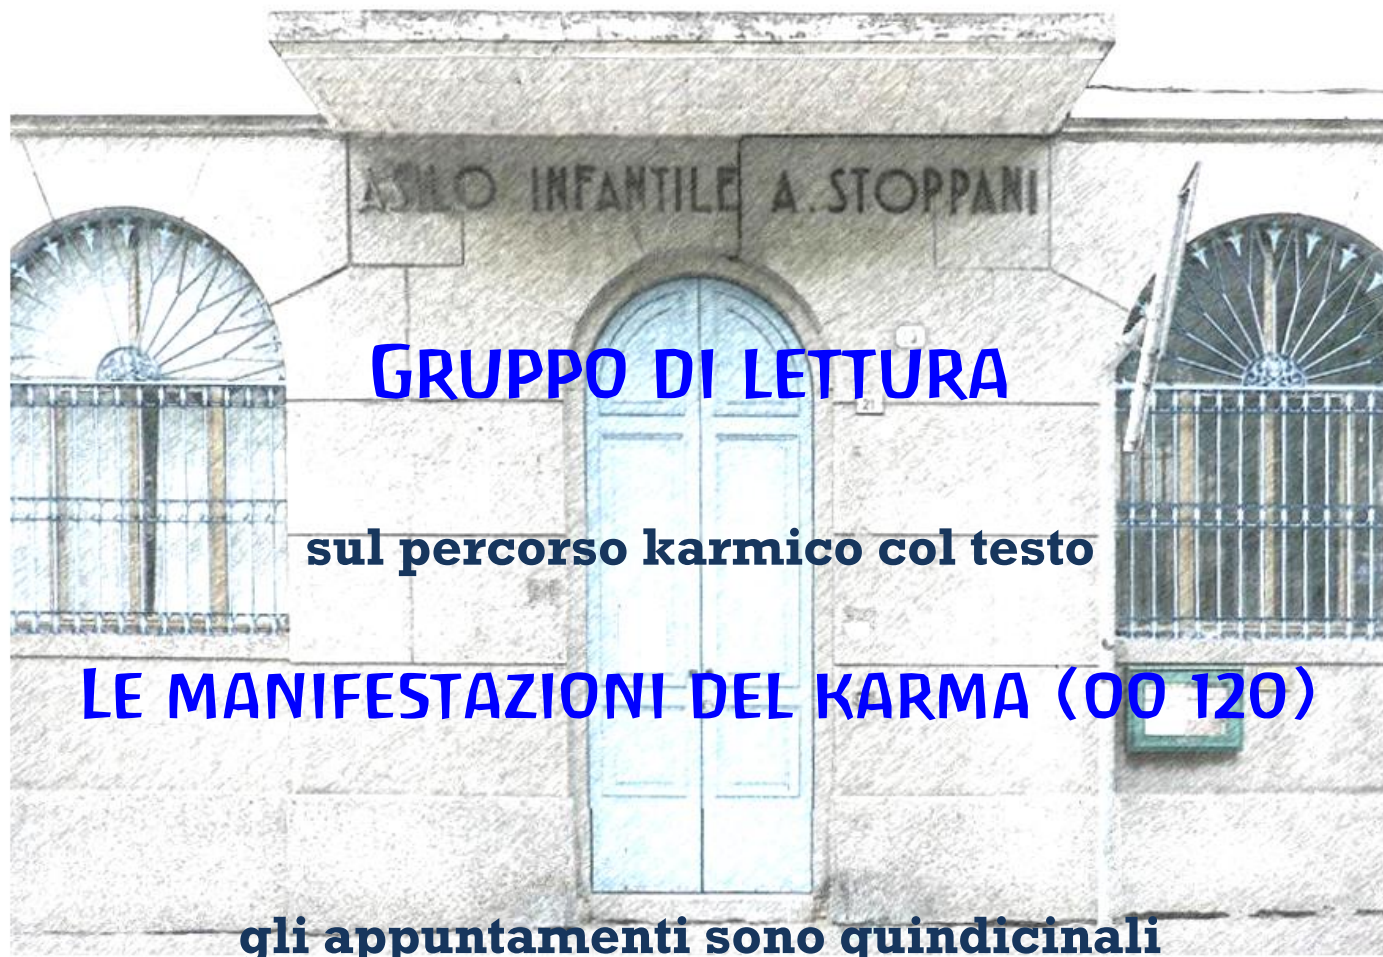 ASILO INFANTILE A. STOPPANI
GRUPPO DI LETTURA
21
sul percorso karmico col testo
LE MANIFESTAZIONI DEL KARMA (OO 120)
gli appuntamenti sono quindicinali